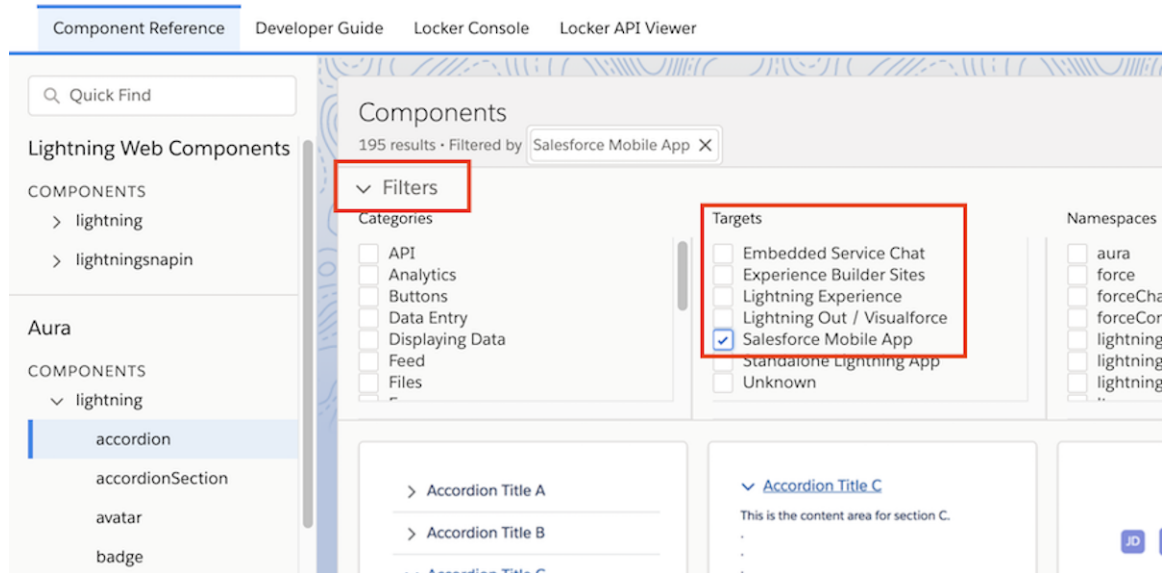 Component Reference Developer Guide Locker Console Locker API Viewer
Quick Find
Lightning Web Components
COMPONENTS
lightning
lightningsnapin
Aura
COMPONENTS
lightning
accordion
accordionSection
avatar
badge
Components
195 results • Filtered by Salesforce Mobile App
Filters
Categories
API
Analytics
Buttons
Data Entry
Displaying Data
Feed
Files
Targets
Embedded Service Chat
Experience Builder Sites
Lightning Experience
Lightning Out / Visualforce
Salesforce Mobile App
Standalone Lightning App
Unknown
Namespaces
aura
force
forceCha
forceCon
lightning
lightning
lightning
Accordion Title A
Accordion Title B
Accordion Title C
This is the content area for section C.
JD